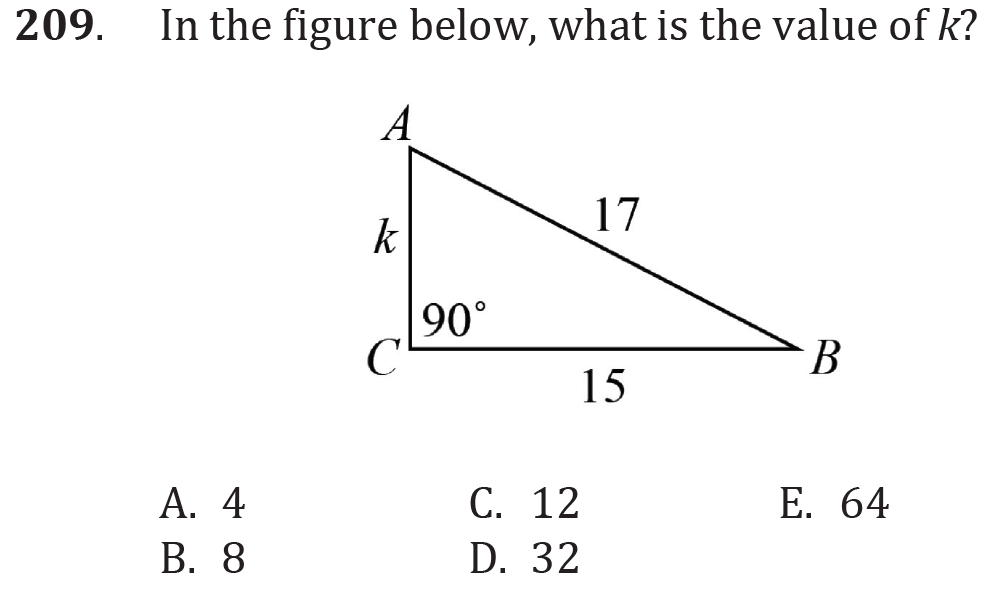 209. In the figure below, what is the value of k?
A
17
k
90°
C
B
15
A. 4 C. 12 E. 64
B. 8 D. 32